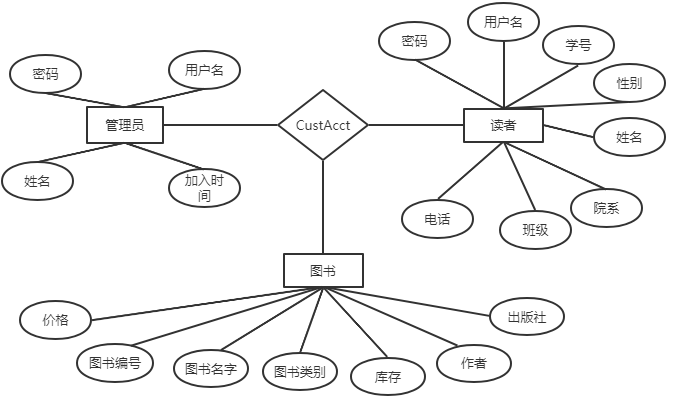 用户名
密码
学号
用户名
密码
性别
管理员
CustAcct
读者
姓名
姓名
加入时
间
电话
班级
院系
图书
价格
出版社
图书编号
图书名字
图书类别
库存
作者